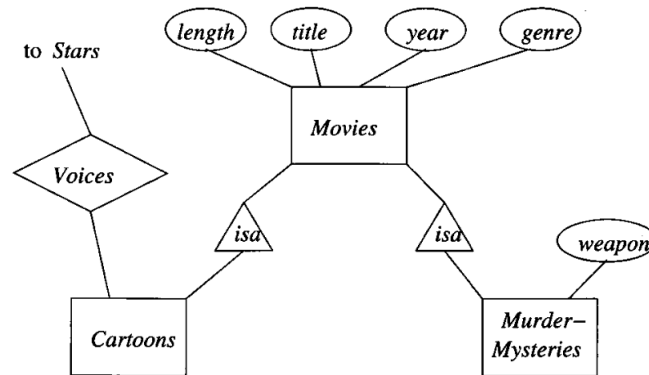 length
title
year
genre
to Stars
Movies
Voices
isa
isa
weapon
Cartoons
Murder–
Mysteries